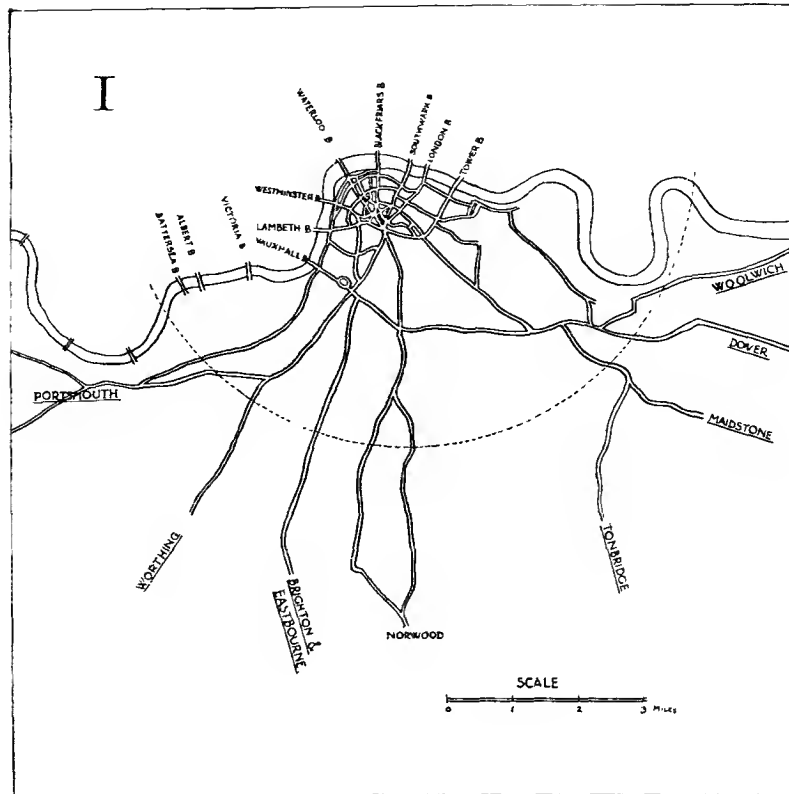 I
WATERLOO B
BLACKFRIARS B
SOUTHWARK B
LONDON B
TOWER B
WESTMINSTER B
LAMBETH B
VAUXHALL B
VICTORIA B
ALBERT B
BATTERSEA B
WOOLWICH
DOVER
PORTSMOUTH
MAIDSTONE
WORTHING
BRIGHTON &
EASTBOURNE
NORWOOD
TONBRIDGE
SCALE
0 1 2 3 MILES